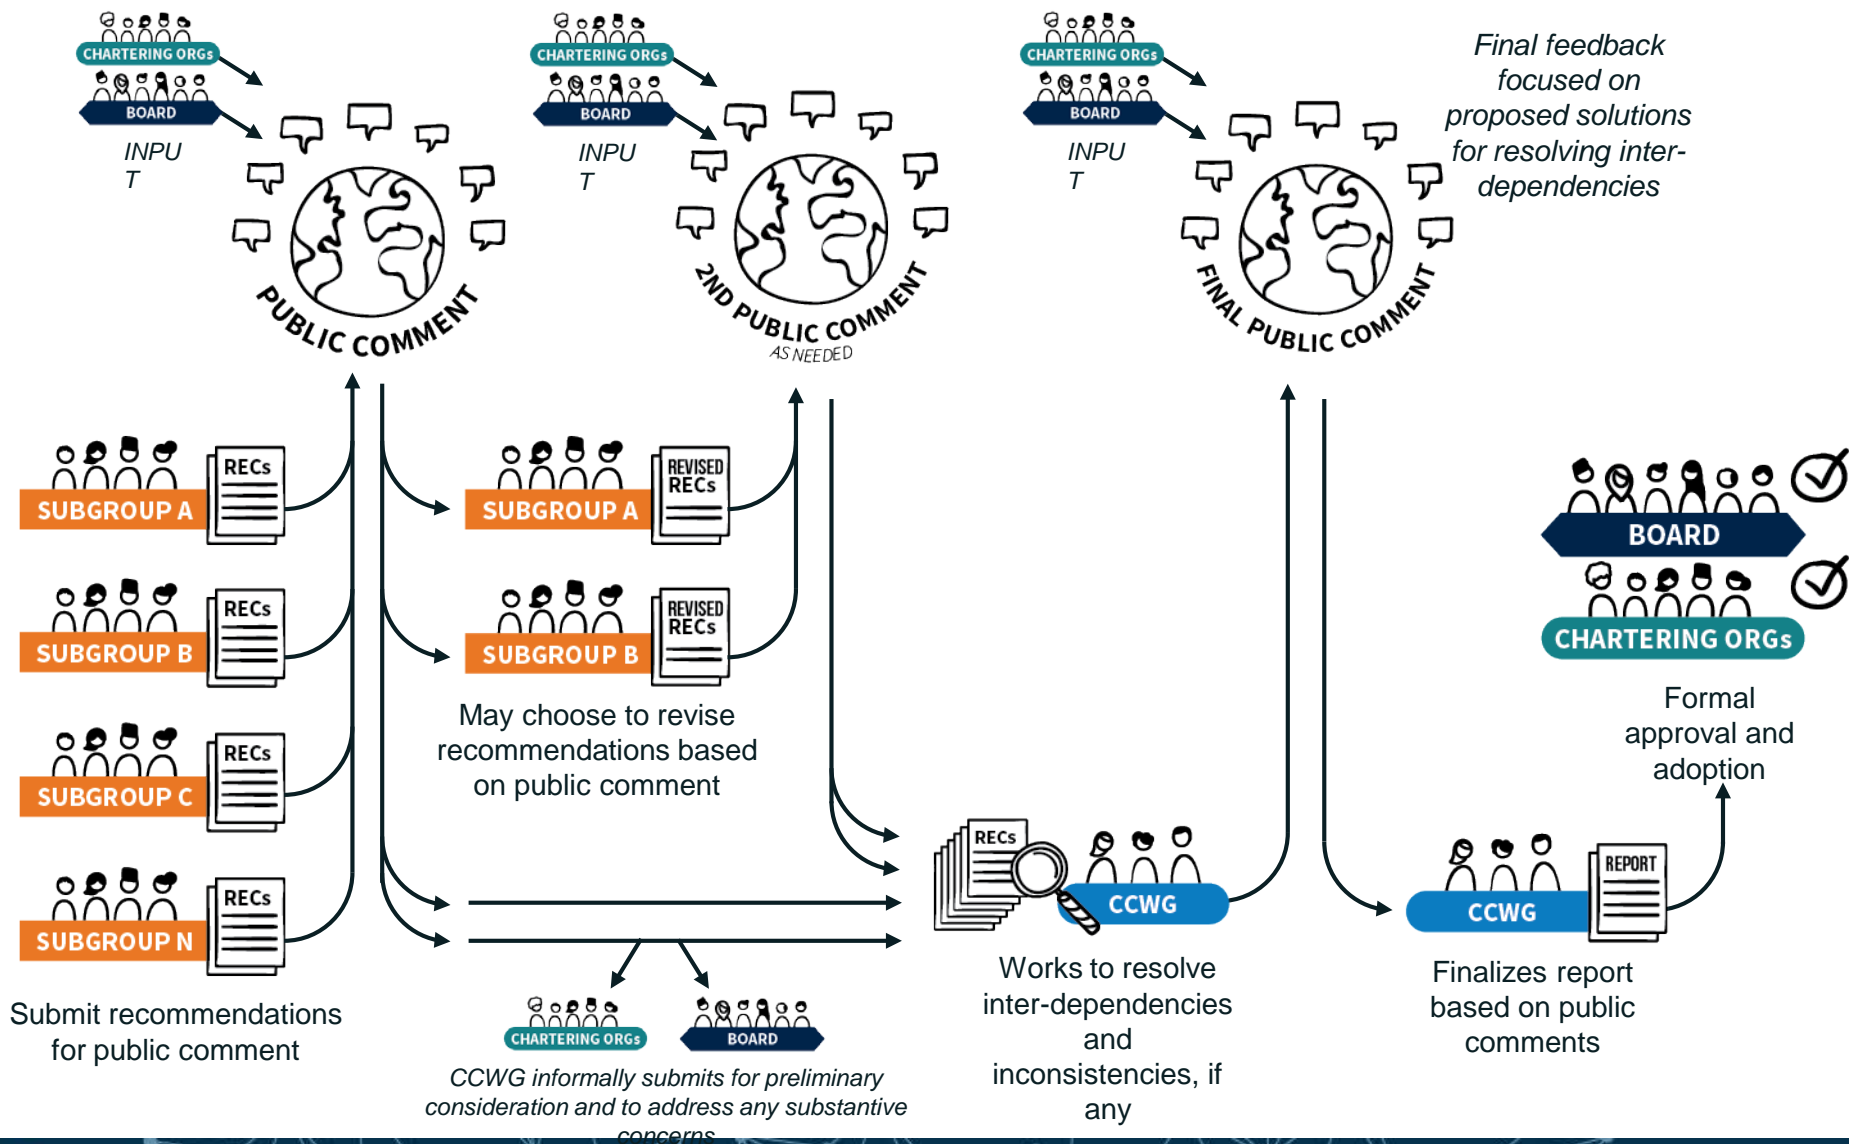 CHARTERING ORGs
BOARD
INPU
T
PUBLIC COMMENT
CHARTERING ORGs
BOARD
INPU
T
2ND PUBLIC COMMENT
AS NEEDED
CHARTERING ORGs
BOARD
INPU
T
FINAL PUBLIC COMMENT
Final feedback
focused on
proposed solutions
for resolving inter-
dependencies
SUBGROUP A
RECs
SUBGROUP B
RECs
SUBGROUP C
RECs
SUBGROUP N
RECs
Submit recommendations
for public comment
SUBGROUP A
REVISED
RECs
SUBGROUP B
REVISED
RECs
May choose to revise
recommendations based
on public comment
CHARTERING ORGs
BOARD
CCWG informally submits for preliminary
consideration and to address any substantive
concerns
RECs
CCWG
Works to resolve
inter-dependencies
and
inconsistencies, if
any
CCWG
REPORT
Finalizes report
based on public
comments
BOARD
CHARTERING ORGs
Formal
approval and
adoption